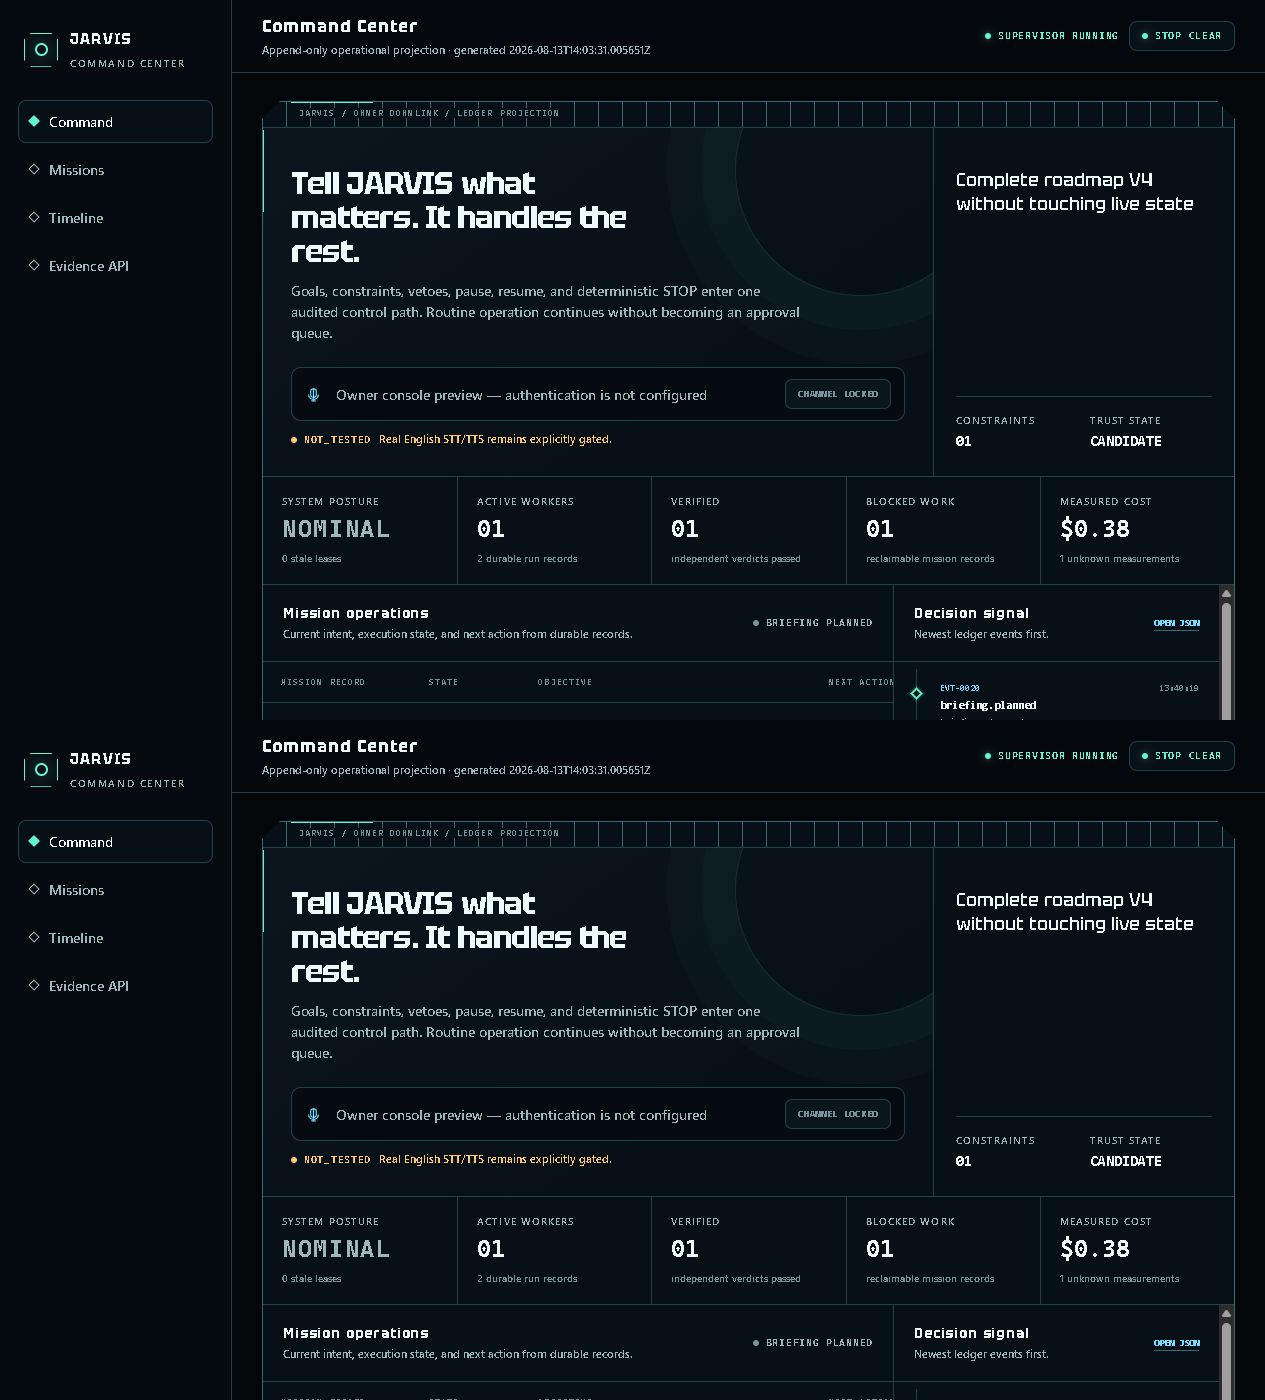 JARVIS
COMMAND CENTER
Command
Missions
Timeline
Evidence API
Command Center
Append-only operational projection · generated 2026-08-13T14:03:31.005651Z
SUPERVISOR RUNNING
STOP CLEAR
JARVIS / OWNER DOWNLINK / LEDGER PROJECTION
Tell JARVIS what
matters. It handles the
rest.
Goals, constraints, vetoes, pause, resume, and deterministic STOP enter one
audited control path. Routine operation continues without becoming an approval
queue.
Owner console preview — authentication is not configured
CHANNEL LOCKED
NOT_TESTED Real English STT/TTS remains explicitly gated.
Complete roadmap V4
without touching live state
CONSTRAINTS
01
TRUST STATE
CANDIDATE
SYSTEM POSTURE
NOMINAL
0 stale leases
ACTIVE WORKERS
01
2 durable run records
VERIFIED
01
independent verdicts passed
BLOCKED WORK
01
reclaimable mission records
MEASURED COST
$0.38
1 unknown measurements
Mission operations
Current intent, execution state, and next action from durable records.
BRIEFING PLANNED
MISSION RECORD
STATE
OBJECTIVE
NEXT ACTION
Decision signal
Newest ledger events first.
OPEN JSON
EVT-0020
13:40:19
briefing.planned
JARVIS
COMMAND CENTER
Command
Missions
Timeline
Evidence API
Command Center
Append-only operational projection · generated 2026-08-13T14:03:31.005651Z
SUPERVISOR RUNNING
STOP CLEAR
JARVIS / OWNER DOWNLINK / LEDGER PROJECTION
Tell JARVIS what
matters. It handles the
rest.
Goals, constraints, vetoes, pause, resume, and deterministic STOP enter one
audited control path. Routine operation continues without becoming an approval
queue.
Owner console preview — authentication is not configured
CHANNEL LOCKED
NOT_TESTED Real English STT/TTS remains explicitly gated.
Complete roadmap V4
without touching live state
CONSTRAINTS
01
TRUST STATE
CANDIDATE
SYSTEM POSTURE
NOMINAL
0 stale leases
ACTIVE WORKERS
01
2 durable run records
VERIFIED
01
independent verdicts passed
BLOCKED WORK
01
reclaimable mission records
MEASURED COST
$0.38
1 unknown measurements
Mission operations
Current intent, execution state, and next action from durable records.
BRIEFING PLANNED
Decision signal
Newest ledger events first.
OPEN JSON